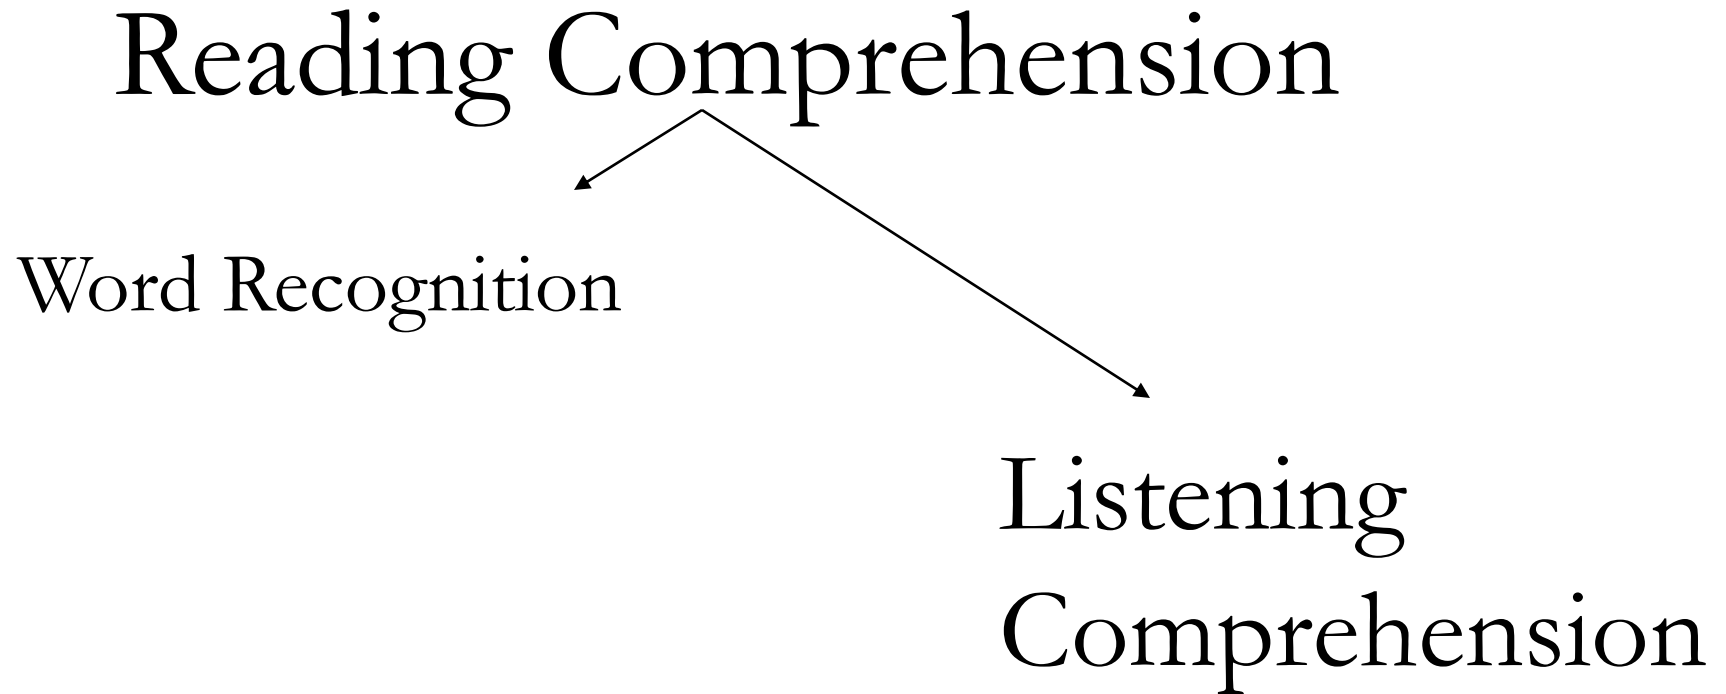 Reading Comprehension
Word Recognition
Listening
Comprehension